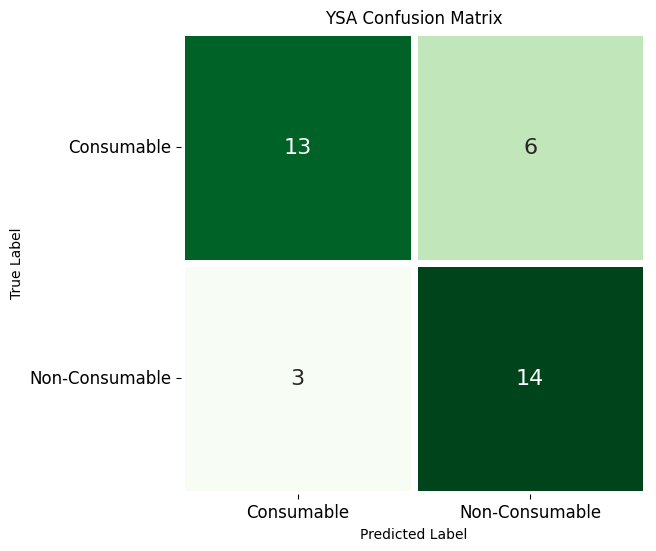 YSA Confusion Matrix
Consumable
13
6
True Label
Non-Consumable
3
14
Consumable
Non-Consumable
Predicted Label